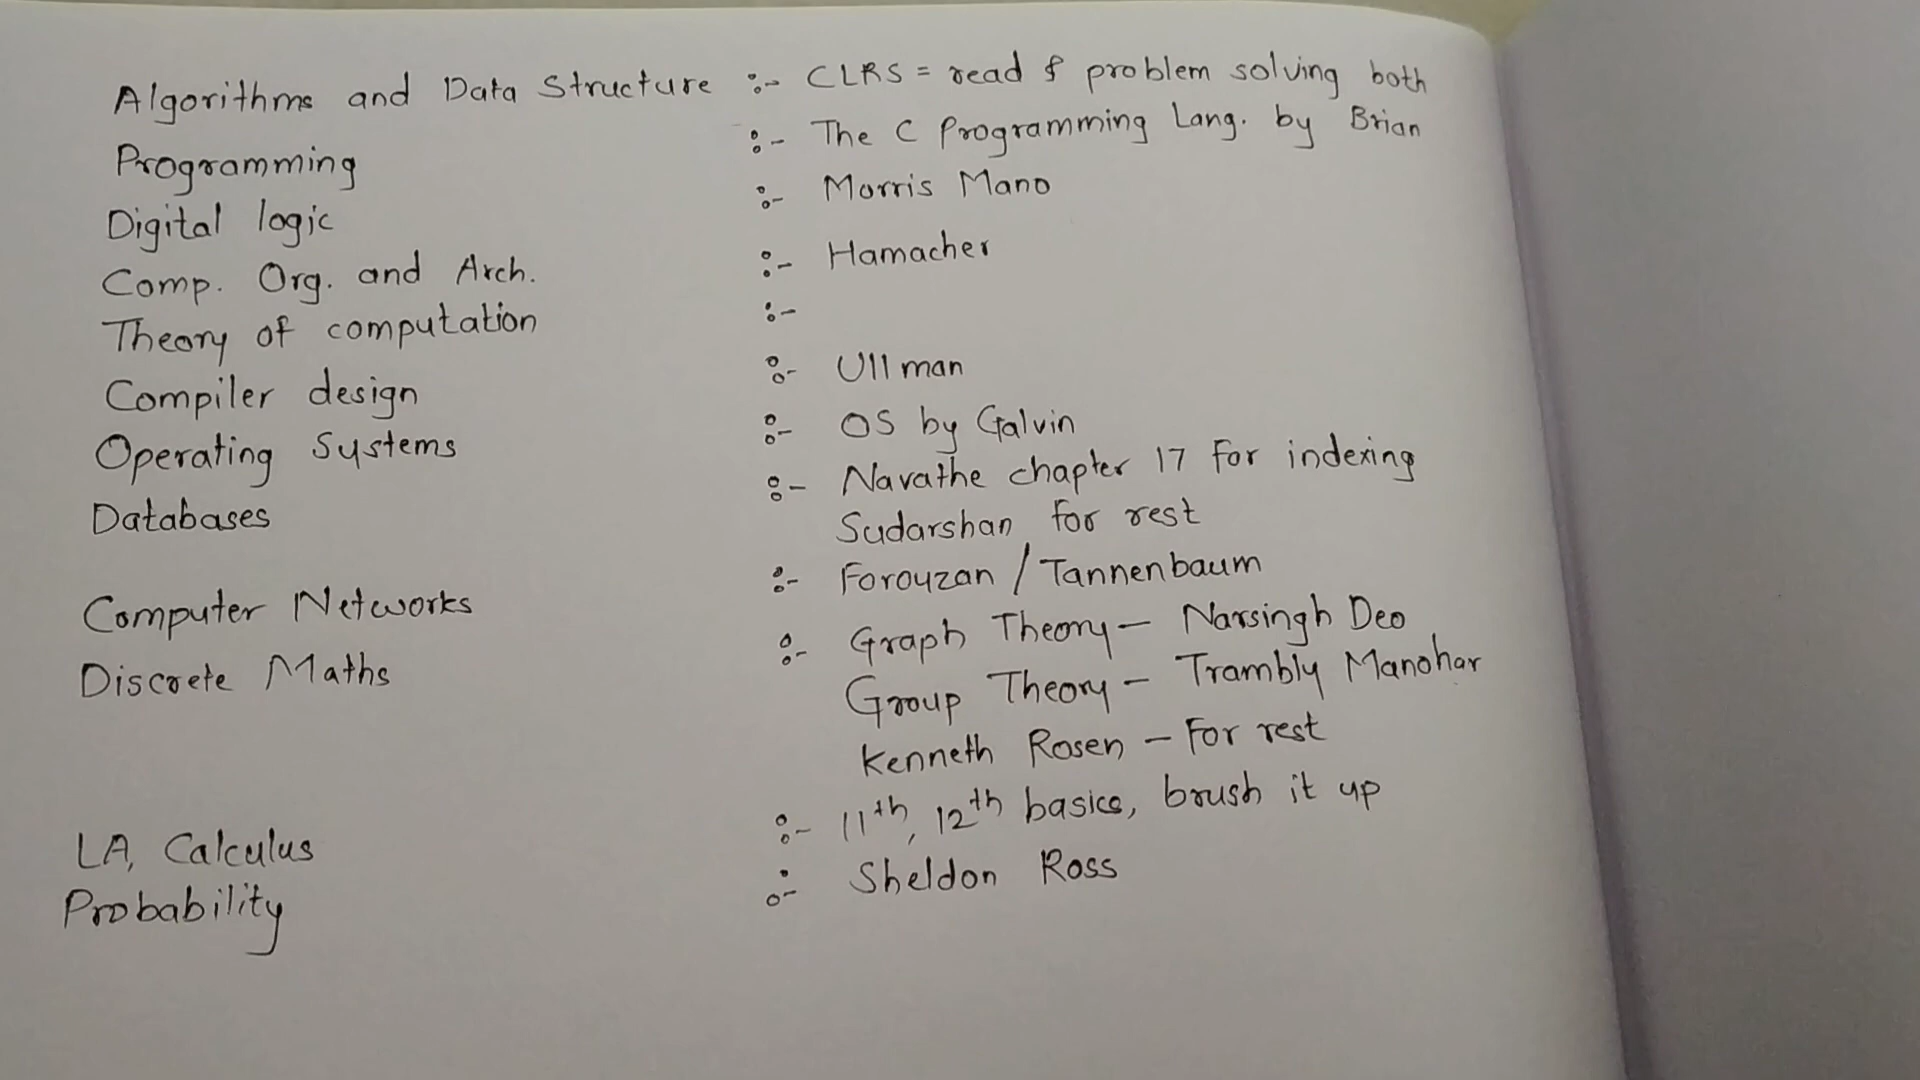 Algorithms and Data Structure :- CLRS = read & problem solving both
Programming :- The C Programming Lang. by Brian
Digital logic :- Morris Mano
Comp. Org. and Arch. :- Hamacher
Theory of computation :-
Compiler design :- Ullman
Operating Systems :- OS by Galvin
Databases :- Navathe chapter 17 for indexing
Sudarshan for rest
Computer Networks :- Forouzan / Tannenbaum
Discrete Maths :- Graph Theory - Narsingh Deo
Group Theory - Trambly Manohar
Kenneth Rosen - For rest
LA, Calculus :- 11th, 12th basics, brush it up
Probability :- Sheldon Ross